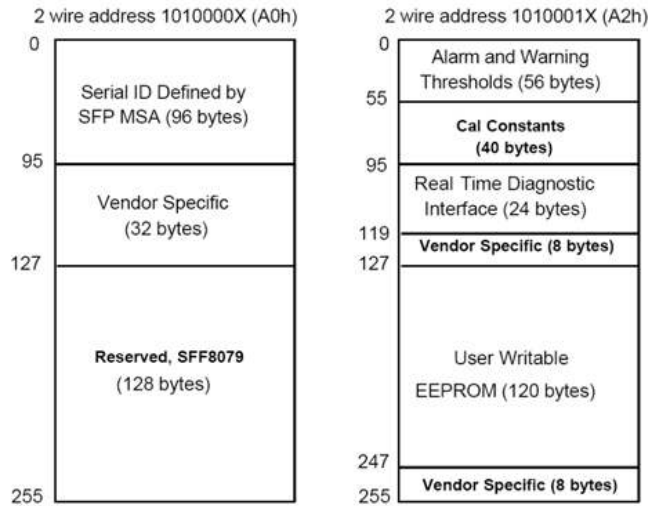 2 wire address 1010000X (A0h)
0
Serial ID Defined by
SFP MSA (96 bytes)
95
Vendor Specific
(32 bytes)
127
Reserved, SFF8079
(128 bytes)
255
2 wire address 1010001X (A2h)
0
Alarm and Warning
Thresholds (56 bytes)
55
Cal Constants
(40 bytes)
95
Real Time Diagnostic
Interface (24 bytes)
119
Vendor Specific (8 bytes)
127
User Writable
EEPROM (120 bytes)
247
Vendor Specific (8 bytes)
255